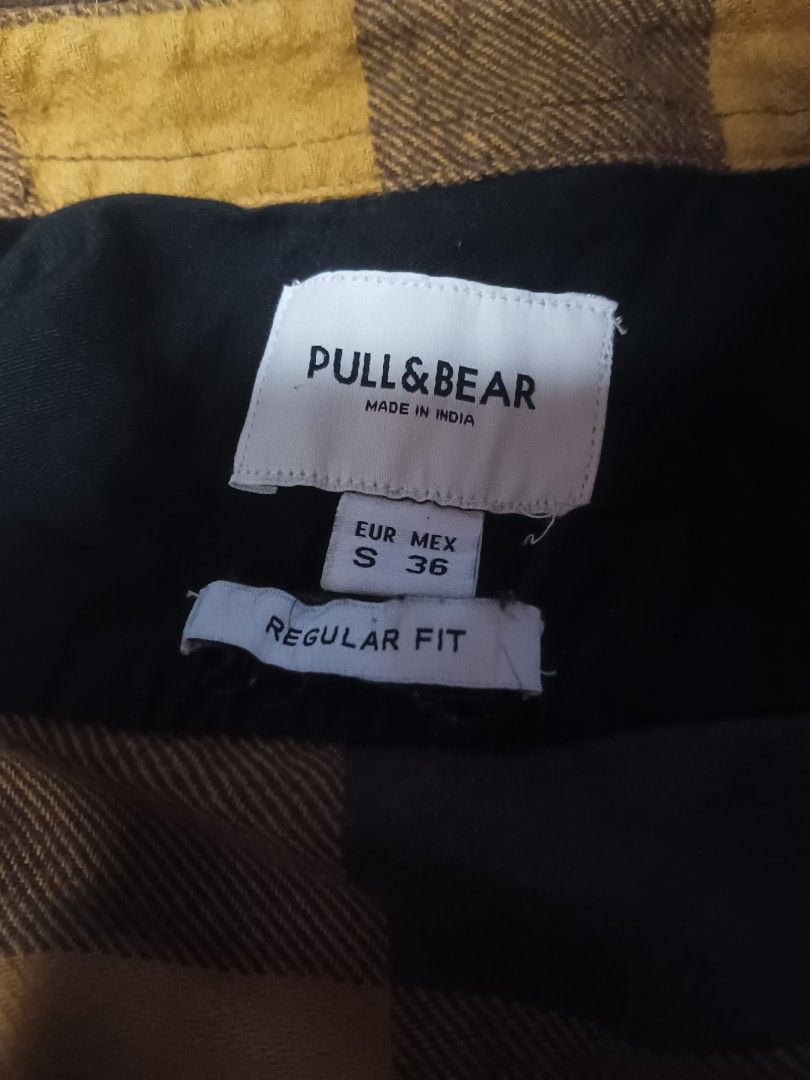 PULL&BEAR
MADE IN INDIA
EUR MEX
S 36
REGULAR FIT